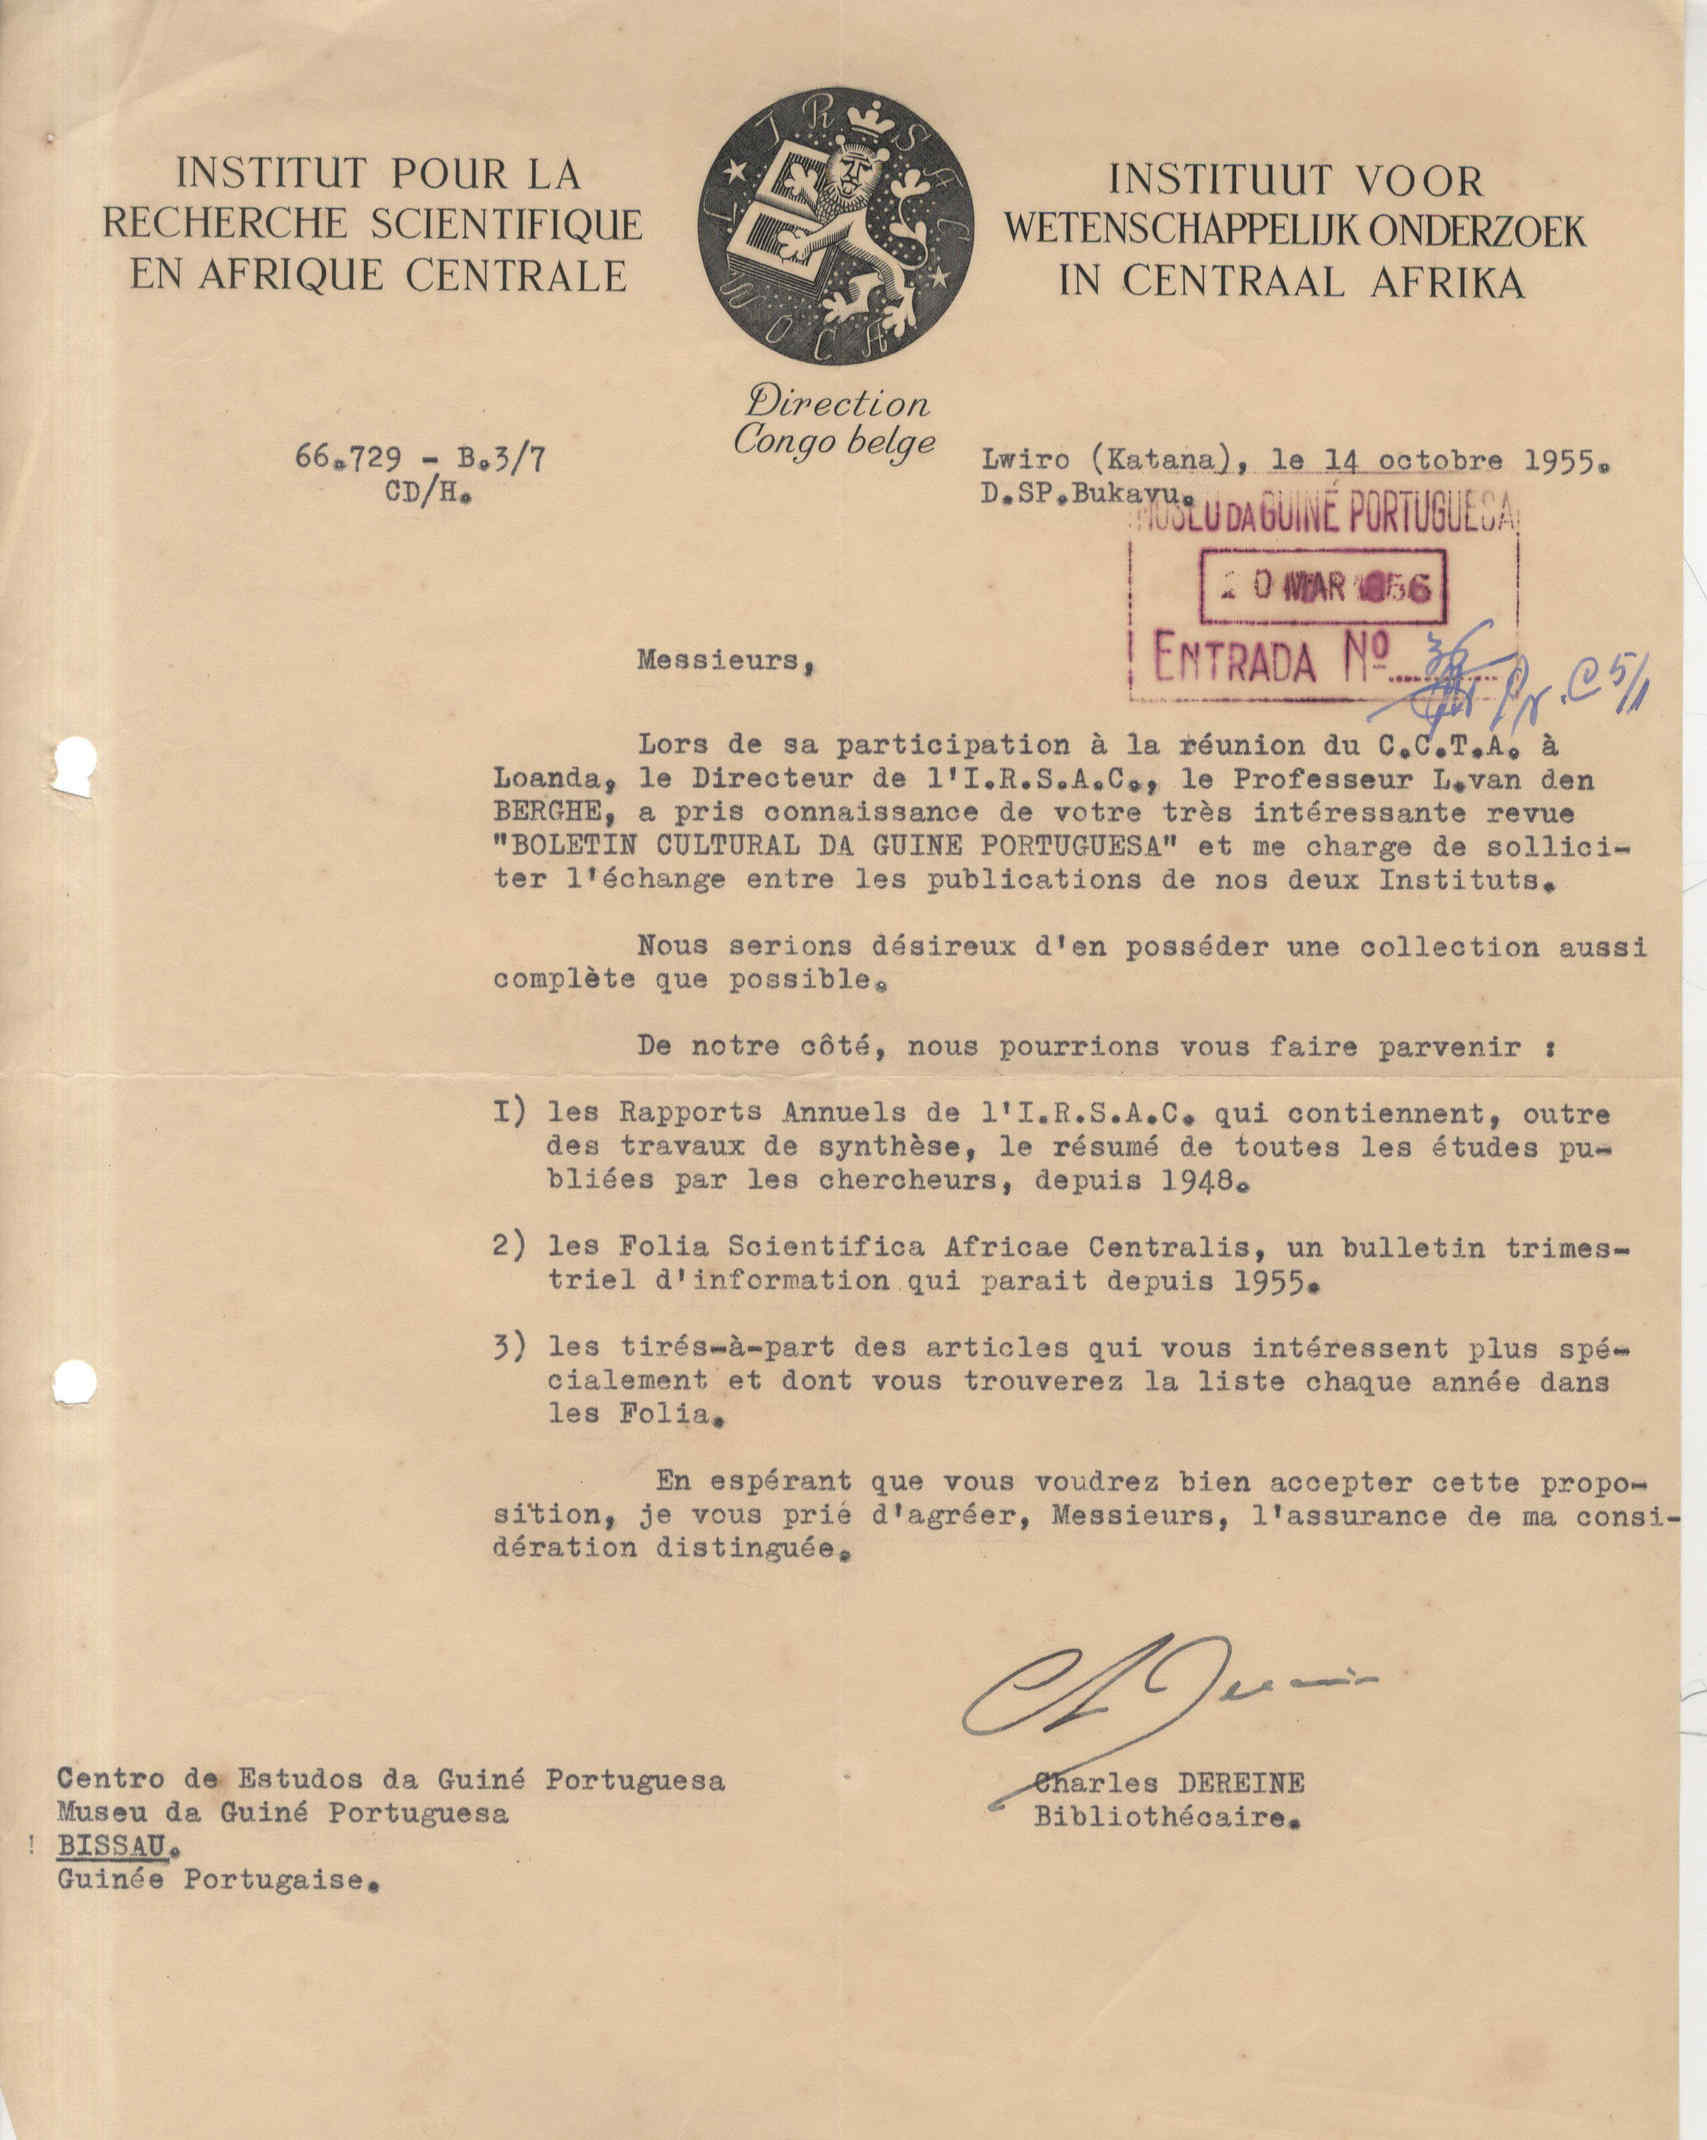 INSTITUT POUR LA
RECHERCHE SCIENTIFIQUE
EN AFRIQUE CENTRALE
IRSAC
IWOCA
INSTITUUT VOOR
WETENSCHAPPELIJK ONDERZOEK
IN CENTRAAL AFRIKA
Direction
Congo belge
66.729 - B.3/7
CD/H.
Lwiro (Katana), le 14 octobre 1955.
D.SP.Bukavu.
MUSEU DA GUINÉ PORTUGUESA
20 MAR 1956
ENTRADA Nº 36
Pr. C 5/1
Messieurs,
Lors de sa participation à la réunion du C.C.T.A. à
Loanda, le Directeur de l'I.R.S.A.C., le Professeur L.van den
BERGHE, a pris connaissance de votre très intéressante revue
"BOLETIN CULTURAL DA GUINE PORTUGUESA" et me charge de sollici-
ter l'échange entre les publications de nos deux Instituts.
Nous serions désireux d'en posséder une collection aussi
complète que possible.
De notre côté, nous pourrions vous faire parvenir :
I) les Rapports Annuels de l'I.R.S.A.C. qui contiennent, outre
des travaux de synthèse, le résumé de toutes les études pu-
bliées par les chercheurs, depuis 1948.
2) les Folia Scientifica Africae Centralis, un bulletin trimes-
triel d'information qui parait depuis 1955.
3) les tirés-à-part des articles qui vous intéressent plus spé-
cialement et dont vous trouverez la liste chaque année dans
les Folia.
En espérant que vous voudrez bien accepter cette propo-
sition, je vous prié d'agréer, Messieurs, l'assurance de ma consi-
dération distinguée.
Ch Dereine
Charles DEREINE
Bibliothécaire.
Centro de Estudos da Guiné Portuguesa
Museu da Guiné Portuguesa
! BISSAU.
Guinée Portugaise.